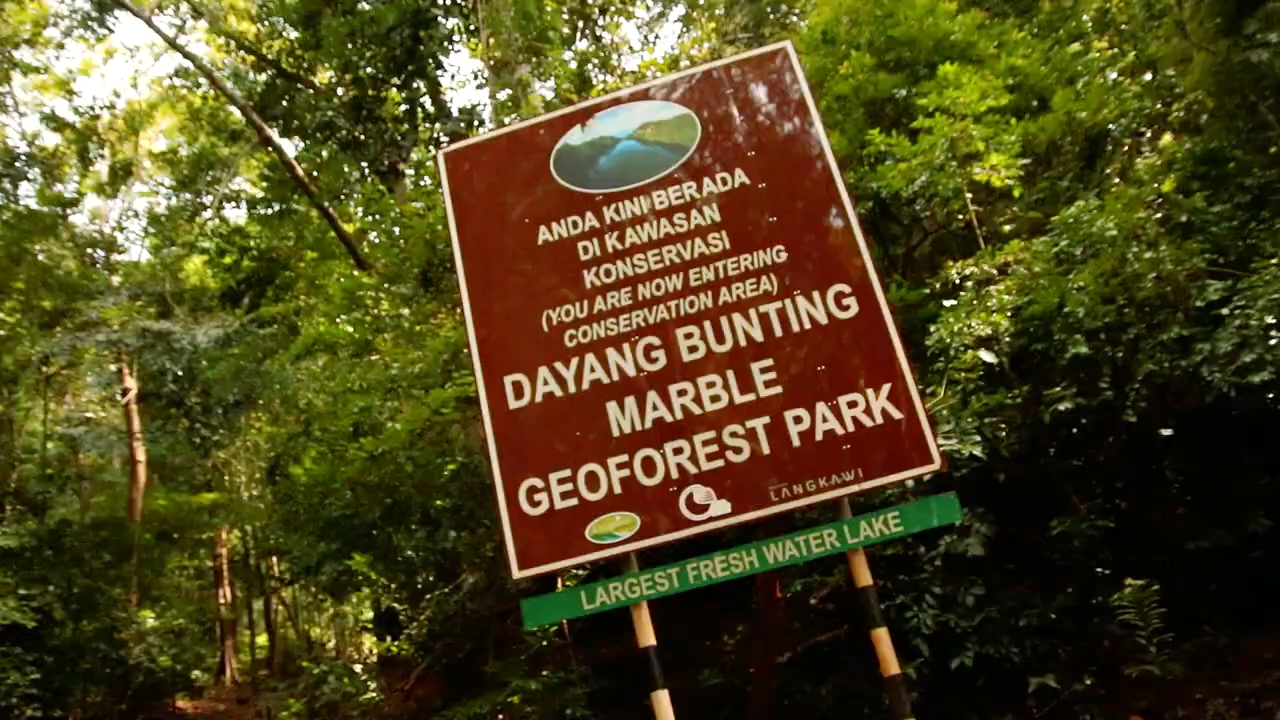 ANDA KINI BERADA
DI KAWASAN
KONSERVASI
(YOU ARE NOW ENTERING
CONSERVATION AREA)
DAYANG BUNTING
MARBLE
GEOFOREST PARK
LANGKAWI
LARGEST FRESH WATER LAKE